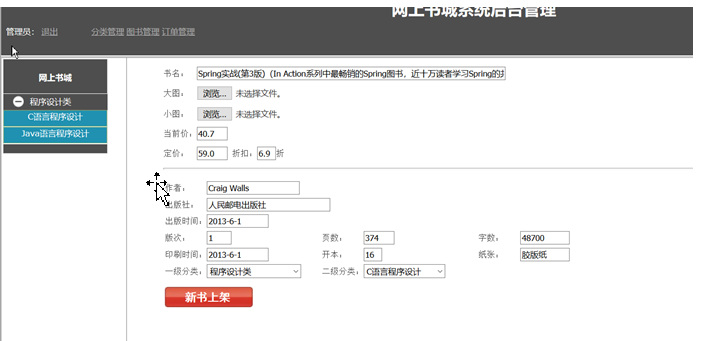 网上书城系统后台管理
管理员： 退出 分类管理 图书管理 订单管理
网上书城
程序设计类
C语言程序设计
Java语言程序设计
书名： Spring实战(第3版)（In Action系列中最畅销的Spring图书，近十万读者学习Spring的
大图： 浏览... 未选择文件。
小图： 浏览... 未选择文件。
当前价： 40.7
定价： 59.0 折扣： 6.9 折
作者： Craig Walls
出版社： 人民邮电出版社
出版时间： 2013-6-1
版次： 1 页数： 374 字数： 48700
印刷时间： 2013-6-1 开本： 16 纸张： 胶版纸
一级分类： 程序设计类 二级分类： C语言程序设计
新书上架